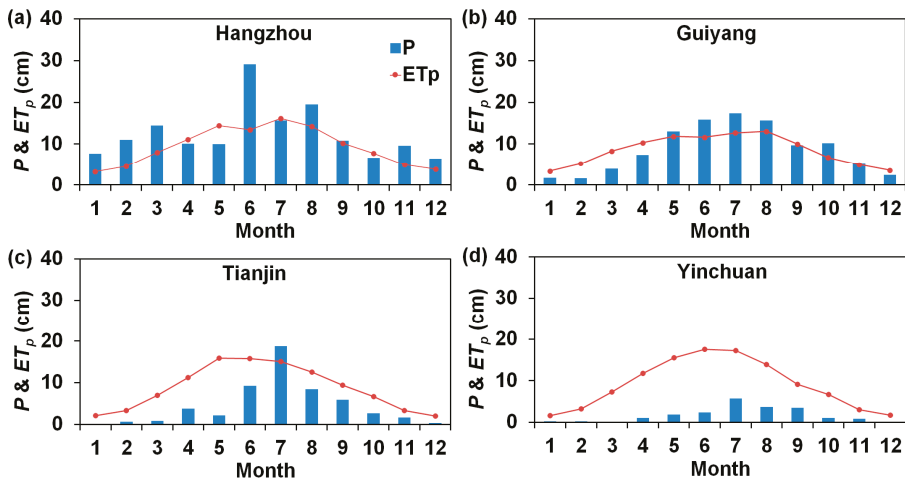 (a)
Hangzhou
P
ETp
P & ETp (cm)
40
30
20
10
0
1 2 3 4 5 6 7 8 9 10 11 12
Month
(b)
Guiyang
P & ETp (cm)
40
30
20
10
0
1 2 3 4 5 6 7 8 9 10 11 12
Month
(c)
Tianjin
P & ETp (cm)
40
30
20
10
0
1 2 3 4 5 6 7 8 9 10 11 12
Month
(d)
Yinchuan
P & ETp (cm)
40
30
20
10
0
1 2 3 4 5 6 7 8 9 10 11 12
Month